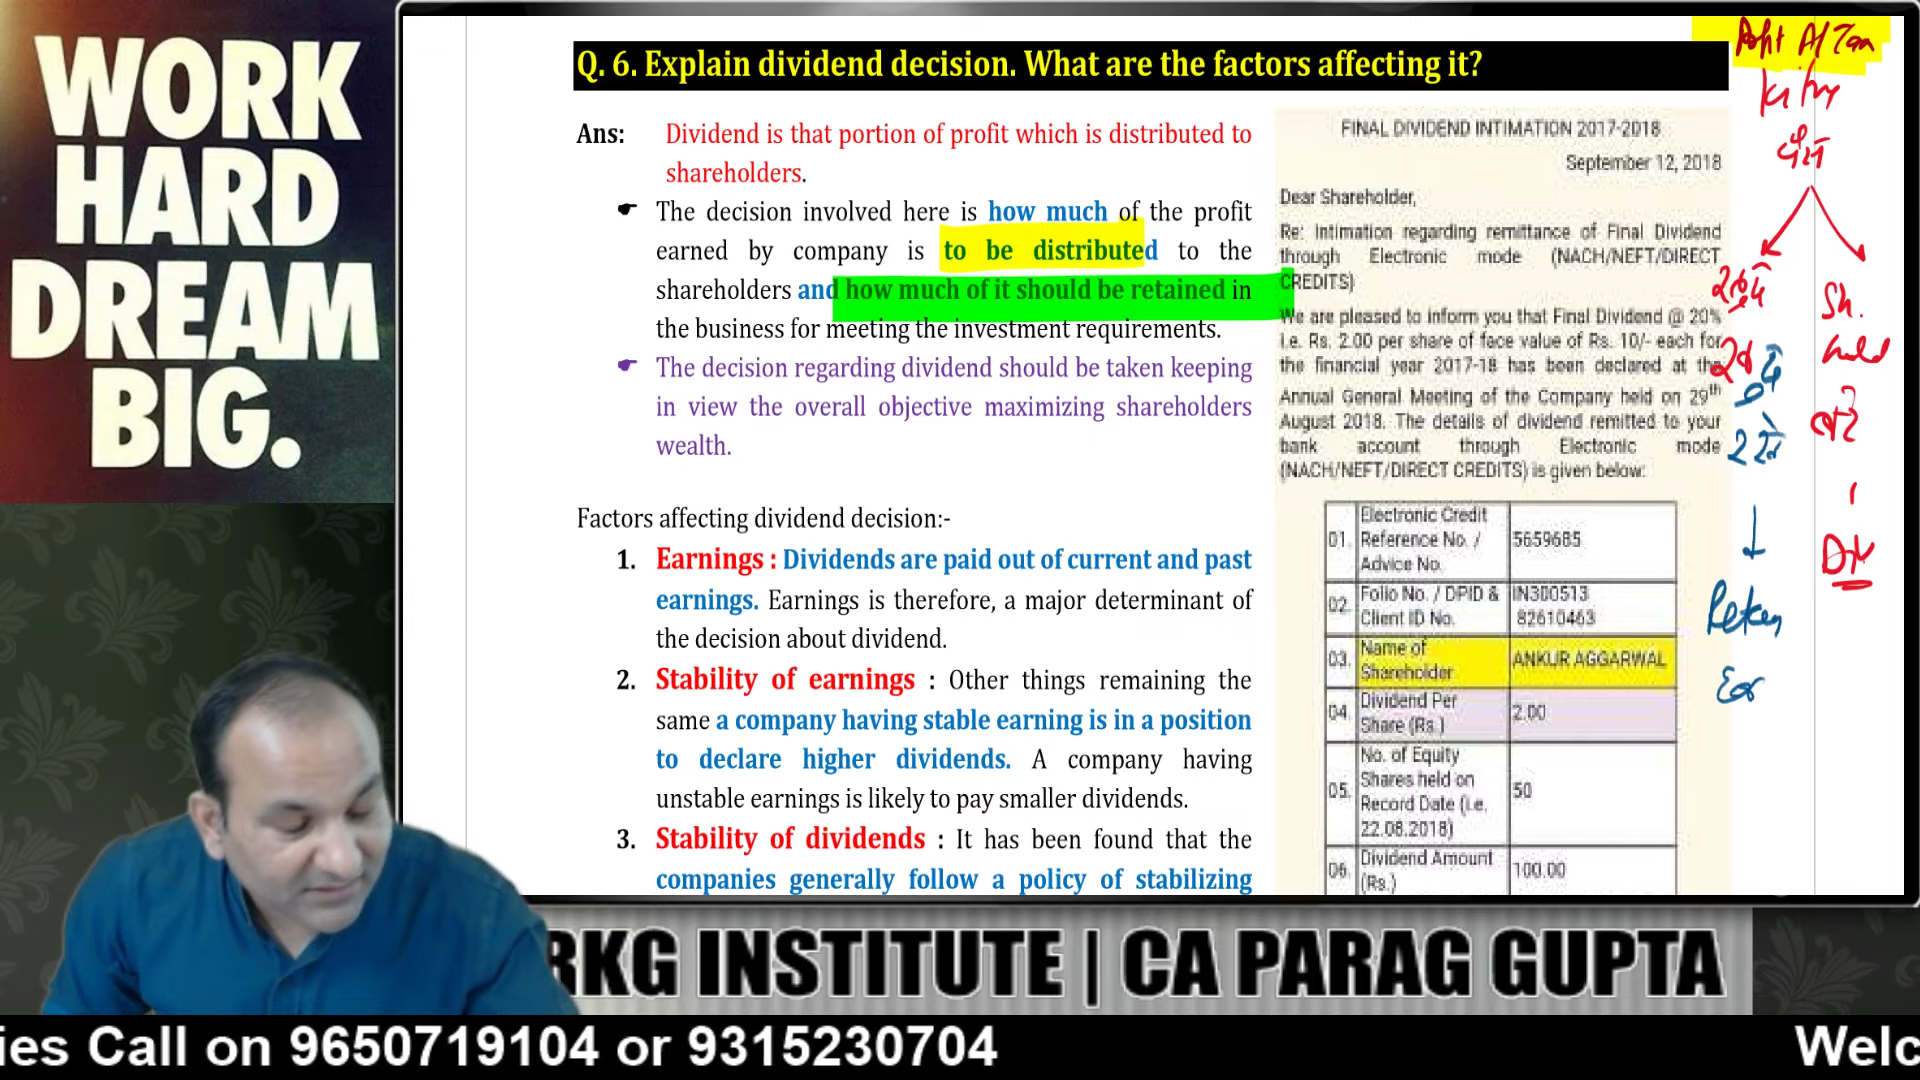 WORK
HARD
DREAM
BIG.
Q. 6. Explain dividend decision. What are the factors affecting it?
Ans: Dividend is that portion of profit which is distributed to
shareholders.
☛ The decision involved here is how much of the profit
earned by company is to be distributed to the
shareholders and how much of it should be retained in
the business for meeting the investment requirements.
☛ The decision regarding dividend should be taken keeping
in view the overall objective maximizing shareholders
wealth.
Factors affecting dividend decision:-
1. Earnings : Dividends are paid out of current and past
earnings. Earnings is therefore, a major determinant of
the decision about dividend.
2. Stability of earnings : Other things remaining the
same a company having stable earning is in a position
to declare higher dividends. A company having
unstable earnings is likely to pay smaller dividends.
3. Stability of dividends : It has been found that the
companies generally follow a policy of stabilizing
FINAL DIVIDEND INTIMATION 2017-2018
September 12, 2018
Dear Shareholder,
Re: Intimation regarding remittance of Final Dividend
through Electronic mode (NACH/NEFT/DIRECT
CREDITS)
We are pleased to inform you that Final Dividend @ 20%
i.e. Rs. 2.00 per share of face value of Rs. 10/- each for
the financial year 2017-18 has been declared at the
Annual General Meeting of the Company held on 29th
August 2018. The details of dividend remitted to your
bank account through Electronic mode
(NACH/NEFT/DIRECT CREDITS) is given below:
01. Electronic Credit
Reference No. / 5659685
Advice No.
02. Folio No. / DPID & IN300513
Client ID No. 82610463
03. Name of
Shareholder ANKUR AGGARWAL
04. Dividend Per
Share (Rs.) 2.00
No. of Equity
Shares held on
05. Record Date (i.e. 50
22.08.2018)
06. Dividend Amount
(Rs.) 100.00
Sh.
Div
RKG INSTITUTE | CA PARAG GUPTA
ies Call on 9650719104 or 9315230704
Welc